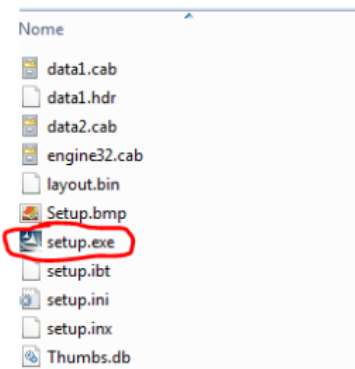 Nome
data1.cab
data1.hdr
data2.cab
engine32.cab
layout.bin
Setup.bmp
setup.exe
setup.ibt
setup.ini
setup.inx
Thumbs.db